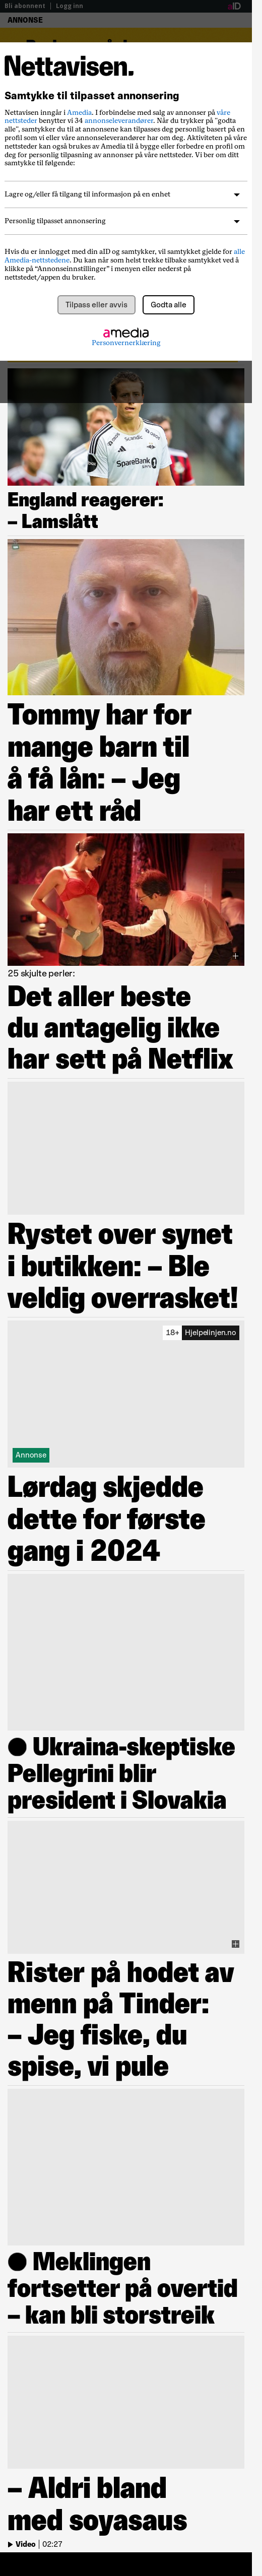 Bli abonnent | Logg inn
aID
ANNONSE
Nettavisen.
Samtykke til tilpasset annonsering
Nettavisen inngår i Amedia. I forbindelse med salg av annonser på våre
nettsteder benytter vi 34 annonseleverandører. Når du trykker på "godta
alle", samtykker du til at annonsene kan tilpasses deg personlig basert på en
profil som vi eller våre annonseleverandører har om deg. Aktiviteten på våre
nettsteder kan også brukes av Amedia til å bygge eller forbedre en profil om
deg for personlig tilpasning av annonser på våre nettsteder. Vi ber om ditt
samtykke til følgende:
Lagre og/eller få tilgang til informasjon på en enhet
Personlig tilpasset annonsering
Hvis du er innlogget med din aID og samtykker, vil samtykket gjelde for alle
Amedia-nettstedene. Du kan når som helst trekke tilbake samtykket ved å
klikke på “Annonseinnstillinger” i menyen eller nederst på
nettstedet/appen du bruker.
Tilpass eller avvis
Godta alle
amedia
Personvernerklæring
SpareBank
England reagerer:
– Lamslått
Tommy har for
mange barn til
å få lån: – Jeg
har ett råd
25 skjulte perler:
Det aller beste
du antagelig ikke
har sett på Netflix
Rystet over synet
i butikken: – Ble
veldig overrasket!
18+ Hjelpelinjen.no
Annonse
Lørdag skjedde
dette for første
gang i 2024
● Ukraina-skeptiske
Pellegrini blir
president i Slovakia
Rister på hodet av
menn på Tinder:
– Jeg fiske, du
spise, vi pule
● Meklingen
fortsetter på overtid
– kan bli storstreik
– Aldri bland
med soyasaus
Video | 02:27